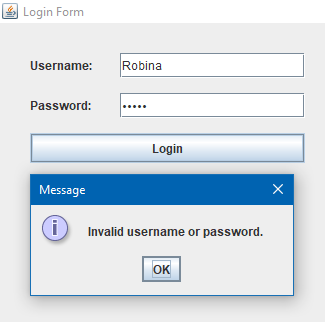 Login Form
Username: Robina
Password: •••••
Login
Message
Invalid username or password.
OK